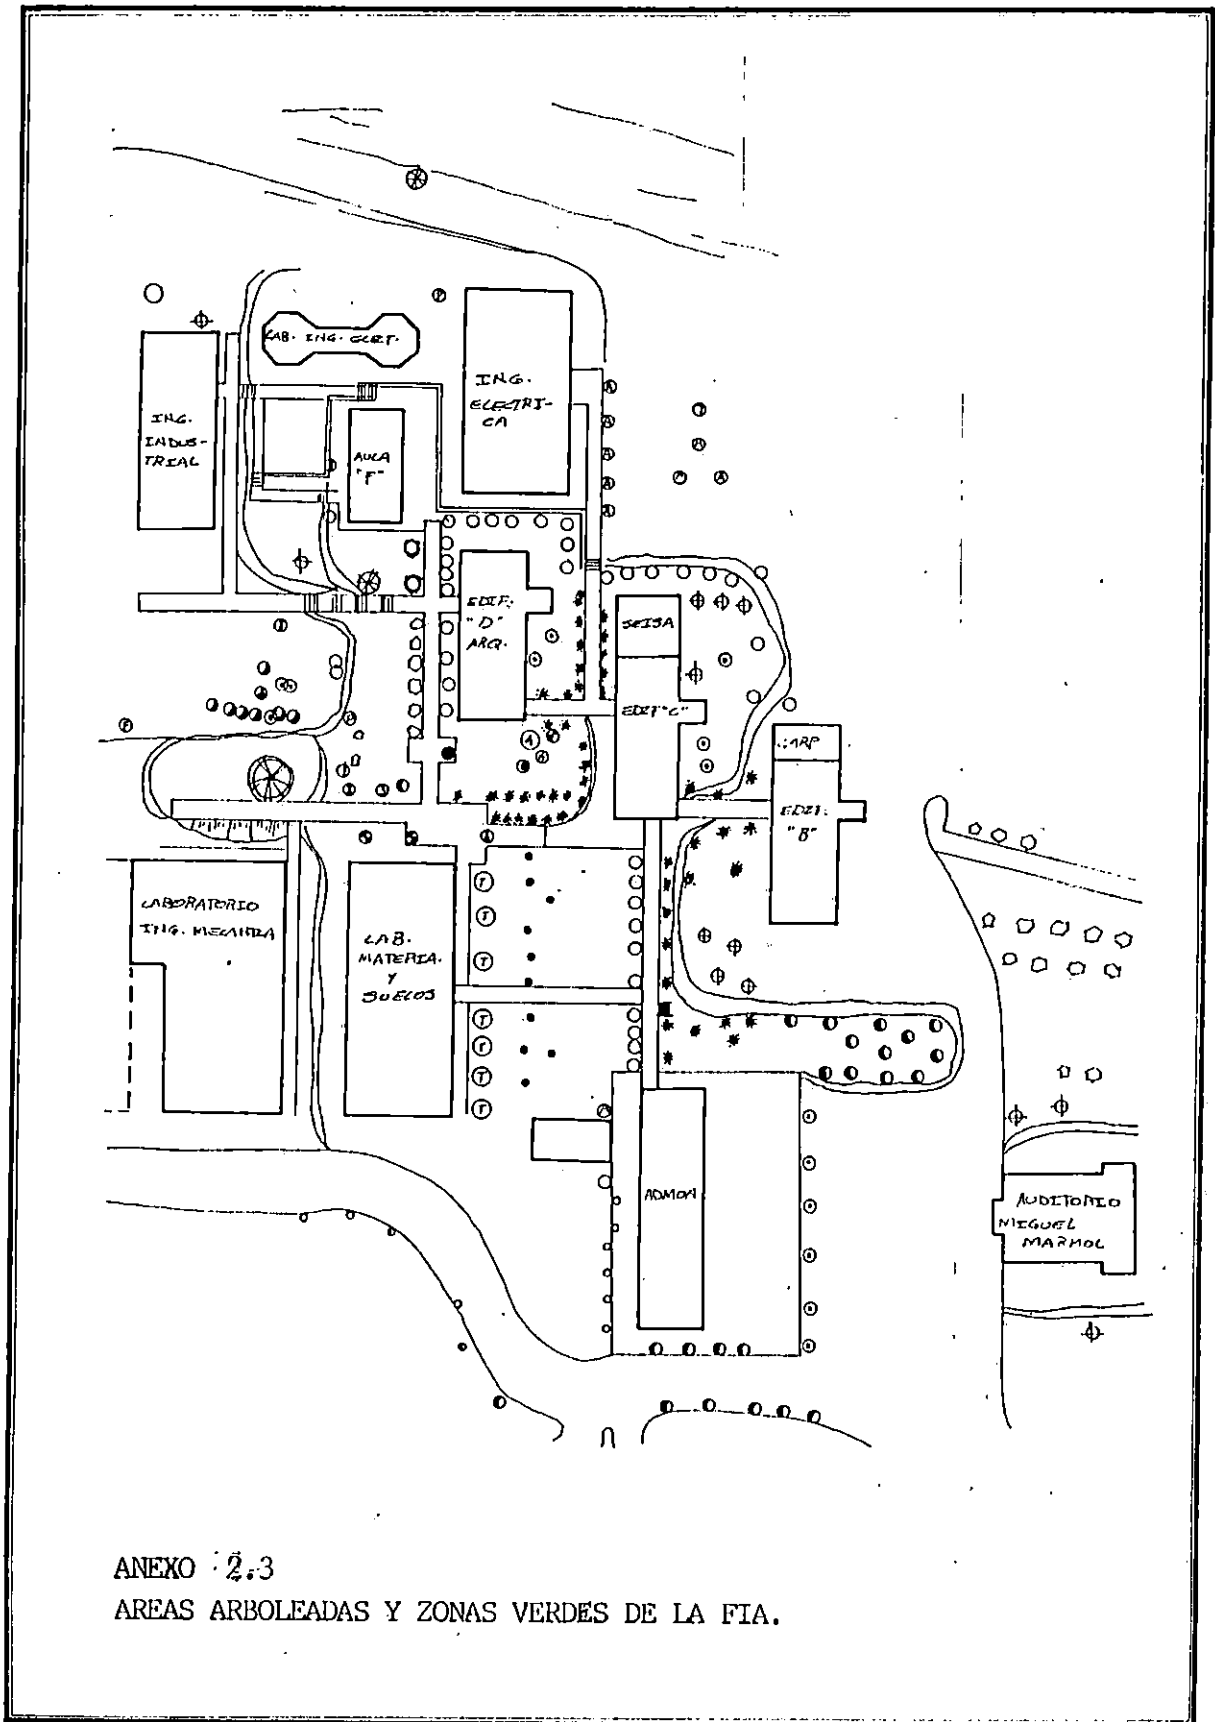 LAB. ING. ELET.
ING.
ELECTRI-
CA
ING.
INDUS-
TRIAL
AULA
"F"
EDIF.
"D"
ARQ.
SEISA
EDIF "C"
ARP
EDIF.
"B"
LABORATORIO
ING. MECANICA
LAB.
MATERIA.
Y
SUELOS
T
T
T
T
T
T
T
ADMON
AUDITORIO
MIGUEL
MARMOL
ANEXO 2.3
AREAS ARBOLEADAS Y ZONAS VERDES DE LA FIA.